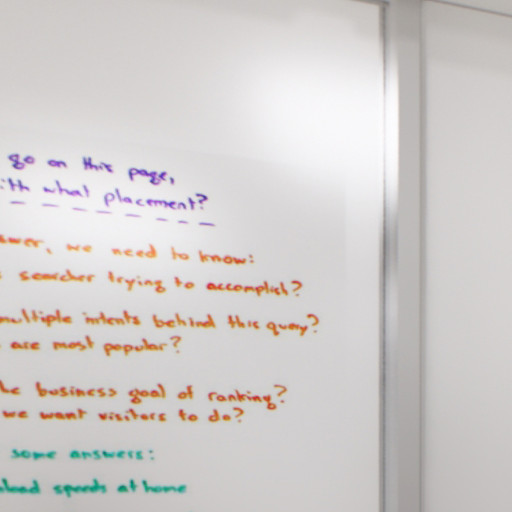 go on this page,
ith what placement?
swer, we need to know:
s searcher trying to accomplish?
multiple intents behind this query?
are most popular?
he business goal of ranking?
we want visitors to do?
some answers:
nload speeds at home